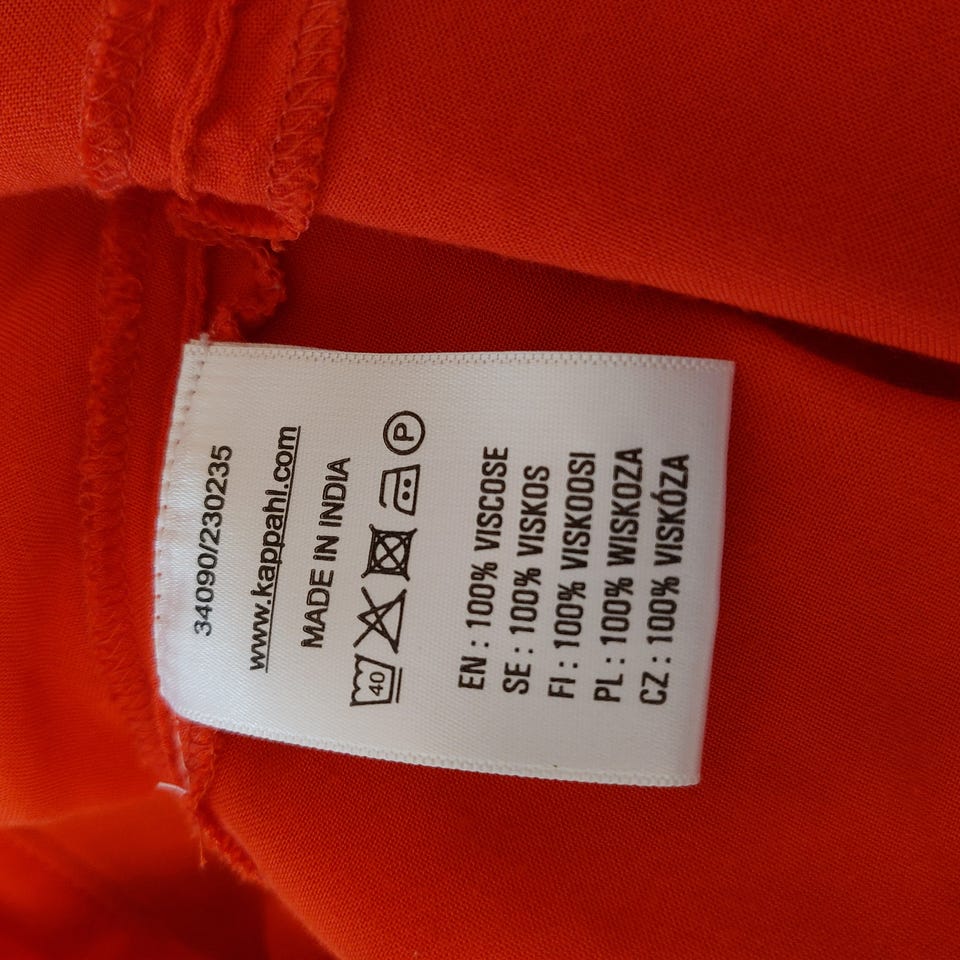 34090/230235
www.kappahl.com
MADE IN INDIA
40 P
EN : 100% VISCOSE
SE : 100% VISKOS
FI : 100% VISKOOSI
PL : 100% WISKOZA
CZ : 100% VISKÓZA